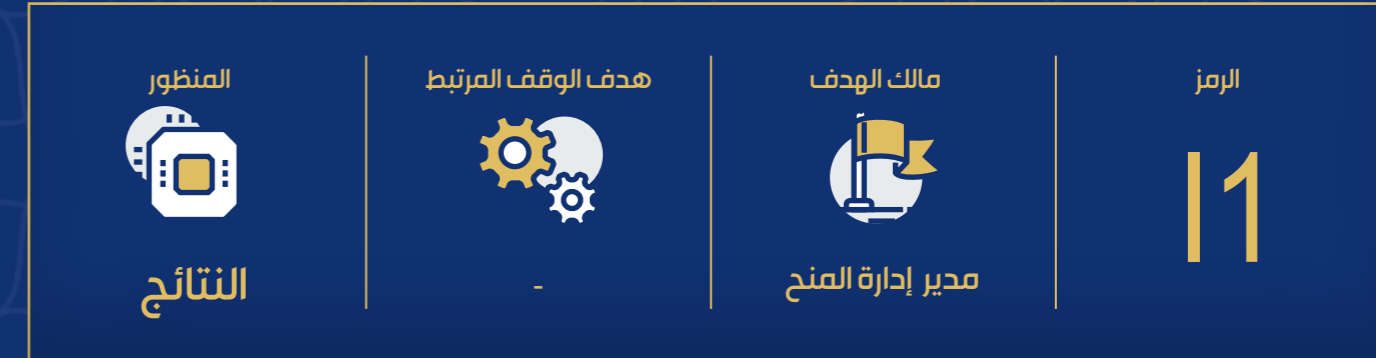 الرمز
I1
مالك الهدف
مدير إدارة المنح
هدف الوقف المرتبط
-
المنظور
النتائج